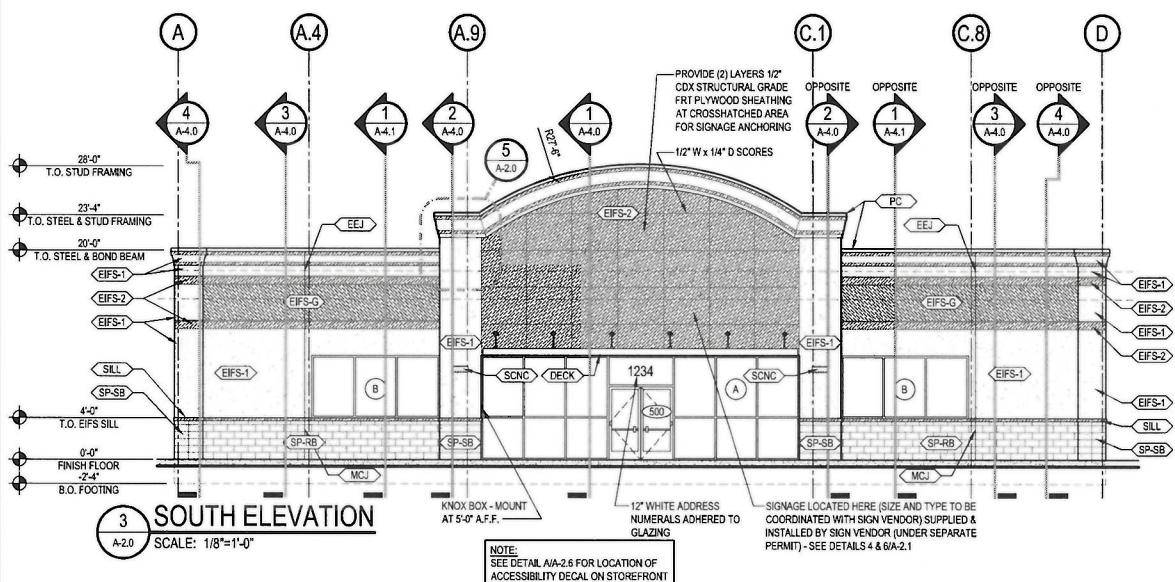 A
A.4
A.9
C.1
C.8
D
PROVIDE (2) LAYERS 1/2"
CDX STRUCTURAL GRADE
FRT PLYWOOD SHEATHING
AT CROSSHATCHED AREA
FOR SIGNAGE ANCHORING
OPPOSITE
OPPOSITE
OPPOSITE
OPPOSITE
4
A-4.0
3
A-4.0
1
A-4.1
2
A-4.0
1
A-4.0
2
A-4.0
1
A-4.1
3
A-4.0
4
A-4.0
5
A-2.0
R27'-6"
1/2" W x 1/4" D SCORES
28'-0"
T.O. STUD FRAMING
23'-4"
T.O. STEEL & STUD FRAMING
20'-0"
T.O. STEEL & BOND BEAM
EEJ
EIFS-2
PC
EEJ
EIFS-1
EIFS-2
EIFS-1
EIFS-G
EIFS-G
EIFS-1
EIFS-2
EIFS-1
EIFS-2
EIFS-1
EIFS-1
SILL
SP-SB
EIFS-1
B
SCNC
DECK
1234
A
SCNC
B
EIFS-1
500
EIFS-1
SILL
SP-SB
4'-0"
T.O. EIFS SILL
SP-RB
SP-SB
SP-SB
SP-RB
0'-0"
FINISH FLOOR
-2'-4"
B.O. FOOTING
MCJ
MCJ
3
A-2.0
SOUTH ELEVATION
SCALE: 1/8"=1'-0"
KNOX BOX - MOUNT
AT 5'-0" A.F.F.
12" WHITE ADDRESS
NUMERALS ADHERED TO
GLAZING
SIGNAGE LOCATED HERE (SIZE AND TYPE TO BE
COORDINATED WITH SIGN VENDOR) SUPPLIED &
INSTALLED BY SIGN VENDOR (UNDER SEPARATE
PERMIT) - SEE DETAILS 4 & 6/A-2.1
NOTE:
SEE DETAIL A/A-2.6 FOR LOCATION OF
ACCESSIBILITY DECAL ON STOREFRONT